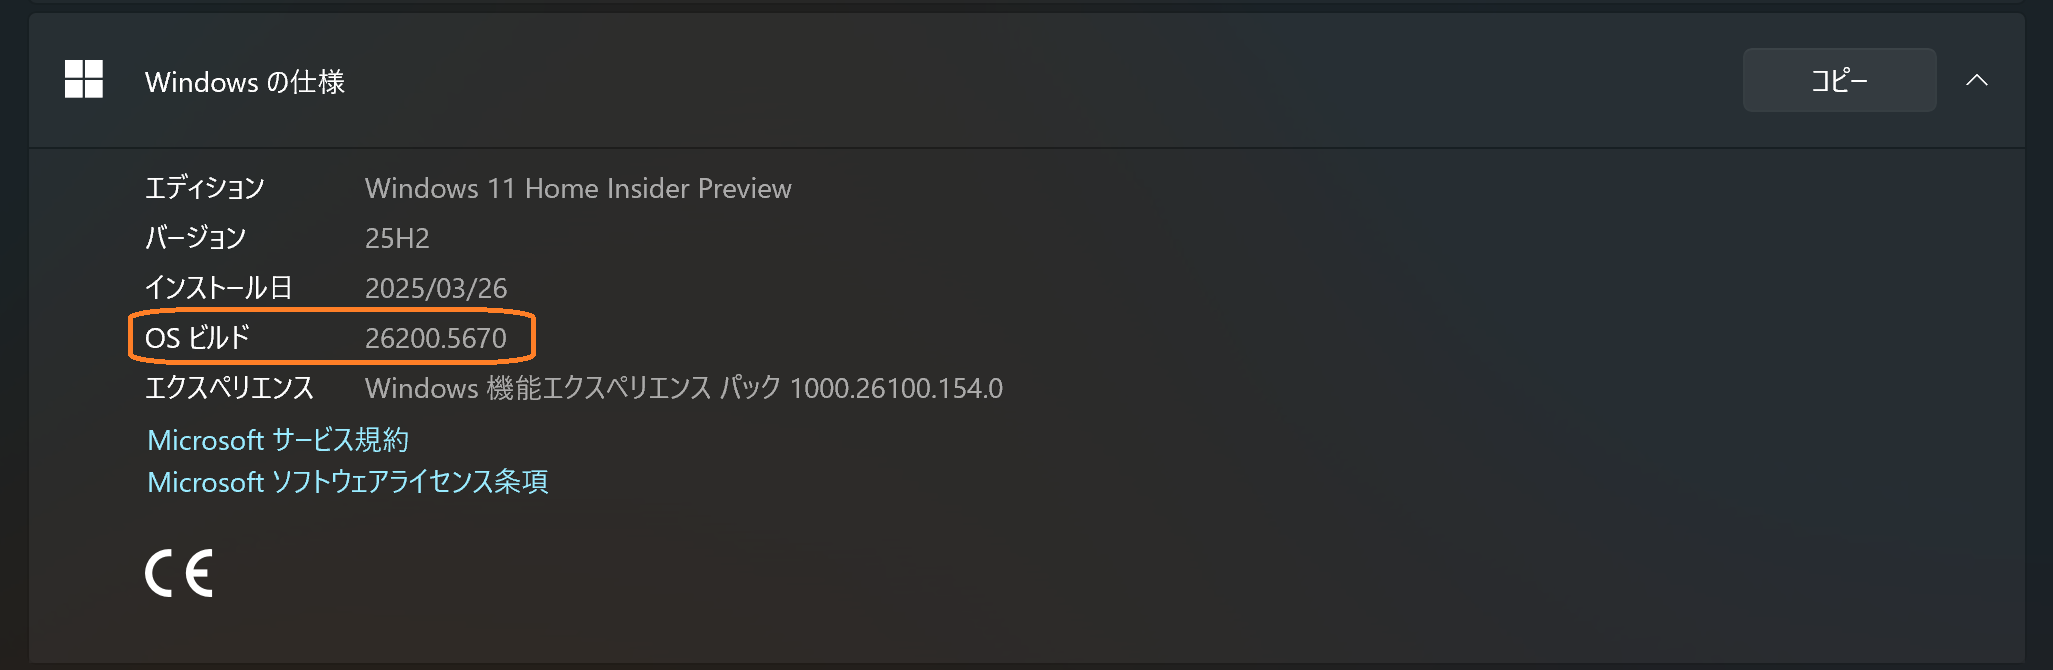 Windows の仕様
コピー
エディション Windows 11 Home Insider Preview
バージョン 25H2
インストール日 2025/03/26
OS ビルド 26200.5670
エクスペリエンス Windows 機能エクスペリエンス パック 1000.26100.154.0
Microsoft サービス規約
Microsoft ソフトウェアライセンス条項
CE